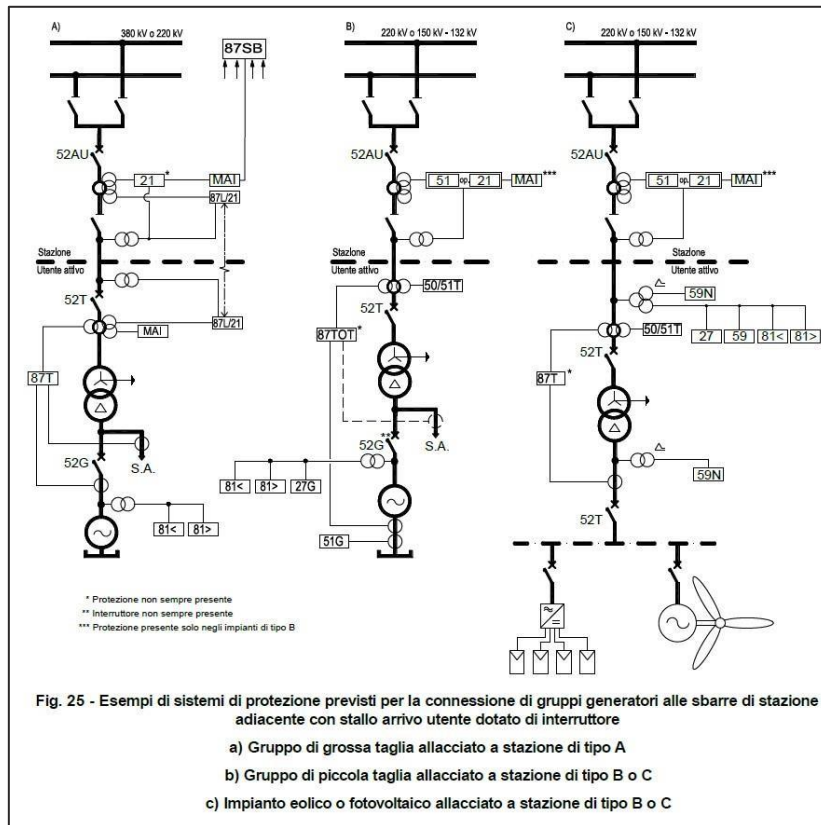 A)
380 kV o 220 kV
87SB
52AU
21 *
MAI
87L/21
Stazione
Utente attivo
52T
87L/21
MAI
87T
52G
S.A.
81< 81>
B)
220 kV o 150 kV - 132 kV
52AU
51 op. 21
MAI ***
Stazione
Utente attivo
50/51T
52T
87TOT *
52G **
S.A.
81< 81> 27G
51G
C)
220 kV o 150 kV - 132 kV
52AU
51 op. 21
MAI ***
Stazione
Utente attivo
59N
50/51T
27 59 81< 81>
52T
87T *
59N
52T
* Protezione non sempre presente
** Interruttore non sempre presente
*** Protezione presente solo negli impianti di tipo B
Fig. 25 - Esempi di sistemi di protezione previsti per la connessione di gruppi generatori alle sbarre di stazione
adiacente con stallo arrivo utente dotato di interruttore
a) Gruppo di grossa taglia allacciato a stazione di tipo A
b) Gruppo di piccola taglia allacciato a stazione di tipo B o C
c) Impianto eolico o fotovoltaico allacciato a stazione di tipo B o C